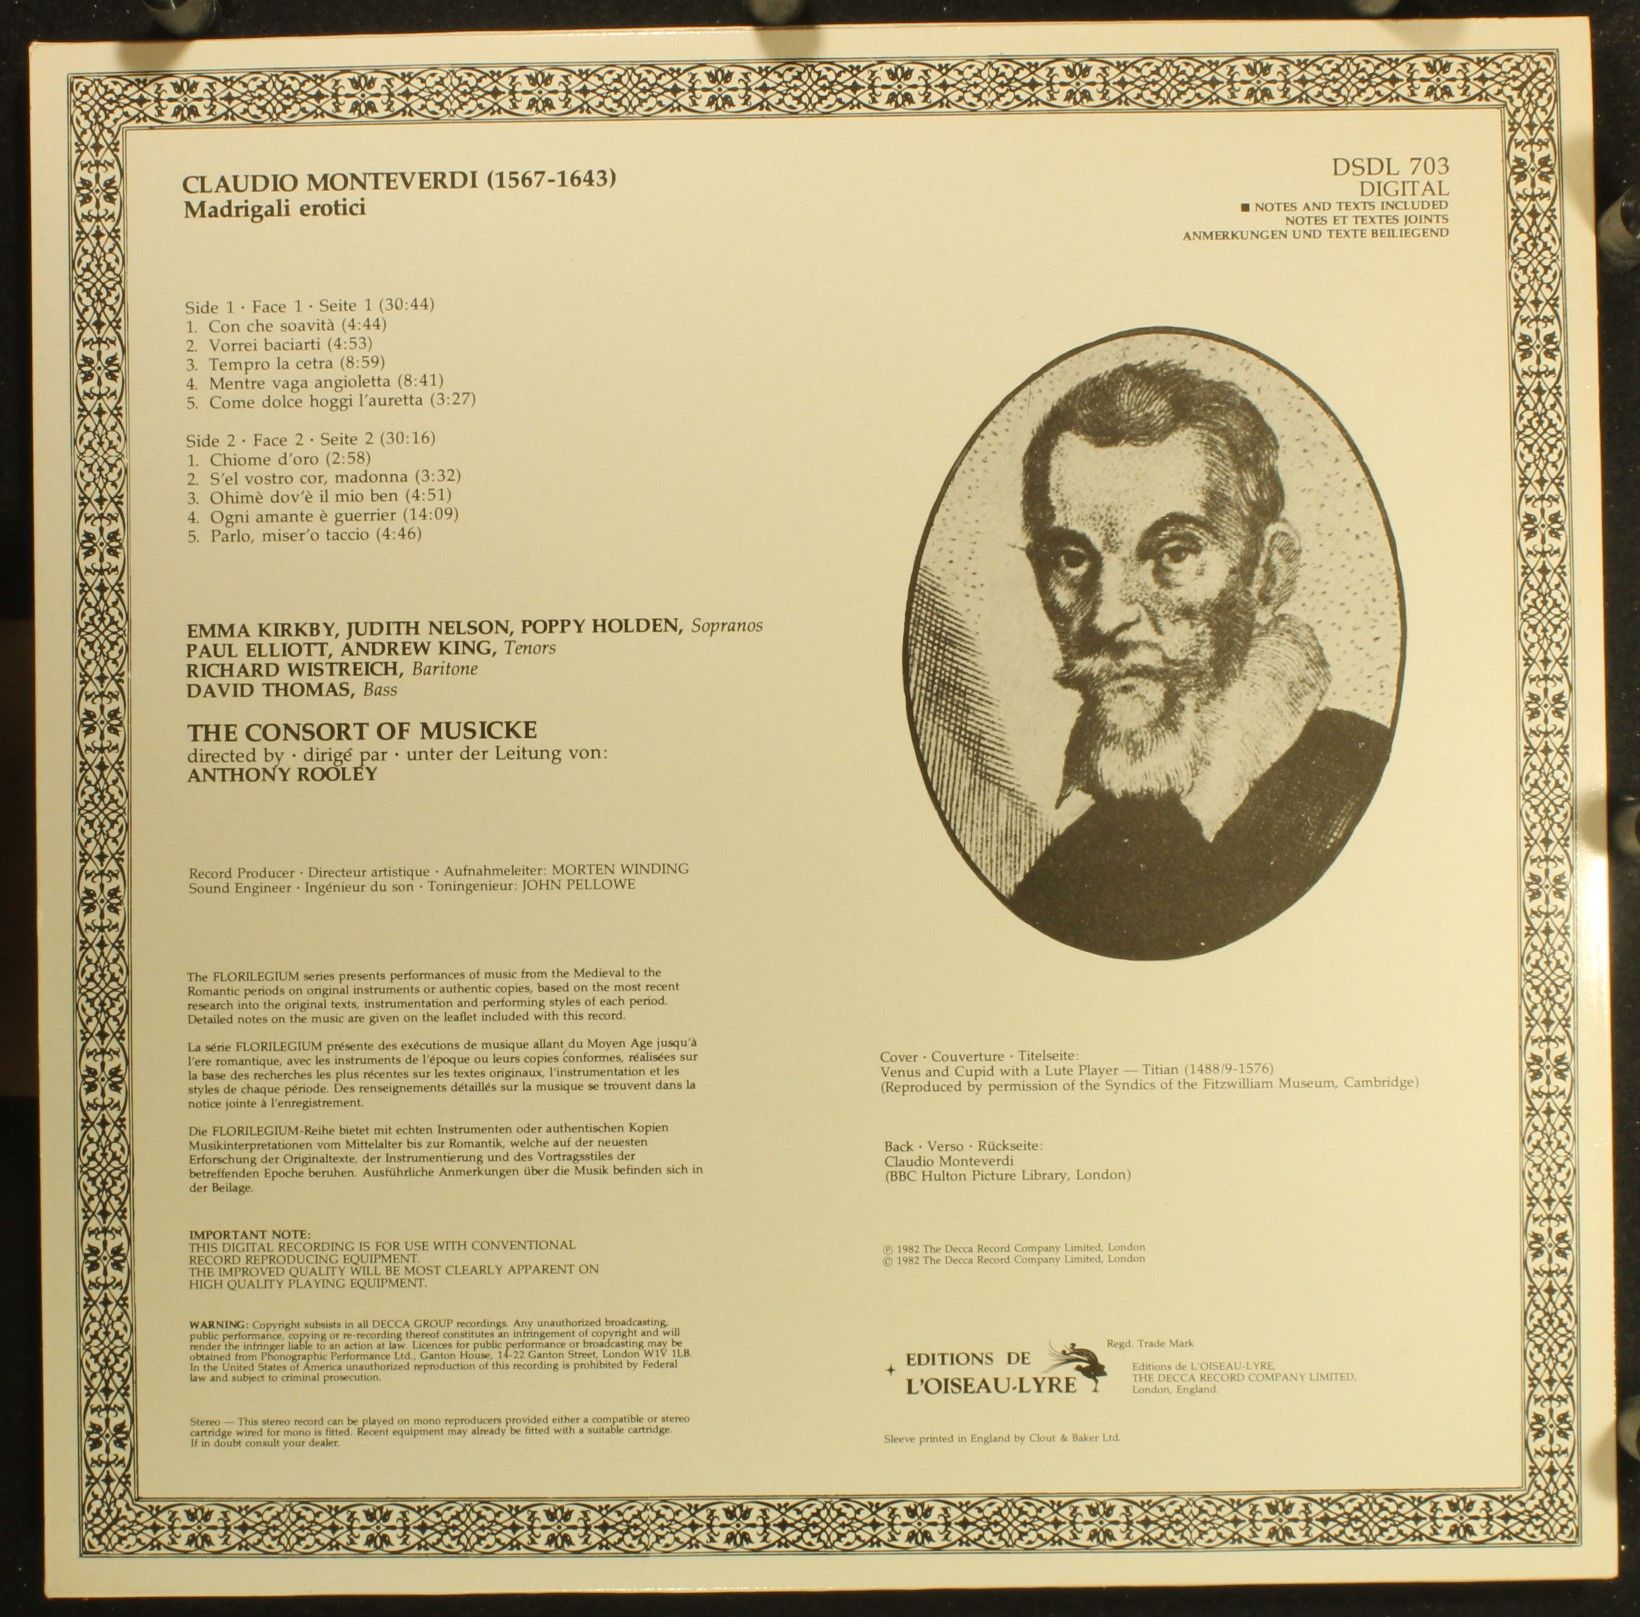 CLAUDIO MONTEVERDI (1567-1643)
Madrigali erotici
DSDL 703
DIGITAL
■ NOTES AND TEXTS INCLUDED
NOTES ET TEXTES JOINTS
ANMERKUNGEN UND TEXTE BEILIEGEND
Side 1 · Face 1 · Seite 1 (30:44)
1. Con che soavità (4:44)
2. Vorrei baciarti (4:53)
3. Tempro la cetra (8:59)
4. Mentre vaga angioletta (8:41)
5. Come dolce hoggi l'auretta (3:27)
Side 2 · Face 2 · Seite 2 (30:16)
1. Chiome d'oro (2:58)
2. S'el vostro cor, madonna (3:32)
3. Ohimè dov'è il mio ben (4:51)
4. Ogni amante è guerrier (14:09)
5. Parlo, miser'o taccio (4:46)
EMMA KIRKBY, JUDITH NELSON, POPPY HOLDEN, Sopranos
PAUL ELLIOTT, ANDREW KING, Tenors
RICHARD WISTREICH, Baritone
DAVID THOMAS, Bass
THE CONSORT OF MUSICKE
directed by · dirigé par · unter der Leitung von:
ANTHONY ROOLEY
Record Producer · Directeur artistique · Aufnahmeleiter: MORTEN WINDING
Sound Engineer · Ingénieur du son · Toningenieur: JOHN PELLOWE
The FLORILEGIUM series presents performances of music from the Medieval to the
Romantic periods on original instruments or authentic copies, based on the most recent
research into the original texts, instrumentation and performing styles of each period.
Detailed notes on the music are given on the leaflet included with this record.
La série FLORILEGIUM présente des exécutions de musique allant du Moyen Age jusqu'à
l'ere romantique, avec les instruments de l'époque ou leurs copies conformes, réalisées sur
la base des recherches les plus récentes sur les textes originaux, l'instrumentation et les
styles de chaque période. Des renseignements détaillés sur la musique se trouvent dans la
notice jointe à l'enregistrement.
Die FLORILEGIUM-Reihe bietet mit echten Instrumenten oder authentischen Kopien
Musikinterpretationen vom Mittelalter bis zur Romantik, welche auf der neuesten
Erforschung der Originaltexte, der Instrumentierung und des Vortragsstiles der
betreffenden Epoche beruhen. Ausführliche Anmerkungen über die Musik befinden sich in
der Beilage.
IMPORTANT NOTE:
THIS DIGITAL RECORDING IS FOR USE WITH CONVENTIONAL
RECORD REPRODUCING EQUIPMENT.
THE IMPROVED QUALITY WILL BE MOST CLEARLY APPARENT ON
HIGH QUALITY PLAYING EQUIPMENT.
WARNING: Copyright subsists in all DECCA GROUP recordings. Any unauthorized broadcasting,
public performance, copying or re-recording thereof constitutes an infringement of copyright and will
render the infringer liable to an action at law. Licences for public performance or broadcasting may be
obtained from Phonographic Performance Ltd., Ganton House, 14-22 Ganton Street, London W1V 1LB.
In the United States of America unauthorized reproduction of this recording is prohibited by Federal
law and subject to criminal prosecution.
Stereo — This stereo record can be played on mono reproducers provided either a compatible or stereo
cartridge wired for mono is fitted. Recent equipment may already be fitted with a suitable cartridge.
If in doubt consult your dealer.
Cover · Couverture · Titelseite:
Venus and Cupid with a Lute Player — Titian (1488/9-1576)
(Reproduced by permission of the Syndics of the Fitzwilliam Museum, Cambridge)
Back · Verso · Rückseite:
Claudio Monteverdi
(BBC Hulton Picture Library, London)
℗ 1982 The Decca Record Company Limited, London
© 1982 The Decca Record Company Limited, London
EDITIONS DE
L'OISEAU-LYRE
Regd. Trade Mark
Editions de L'OISEAU-LYRE,
THE DECCA RECORD COMPANY LIMITED,
London, England.
Sleeve printed in England by Clout & Baker Ltd.